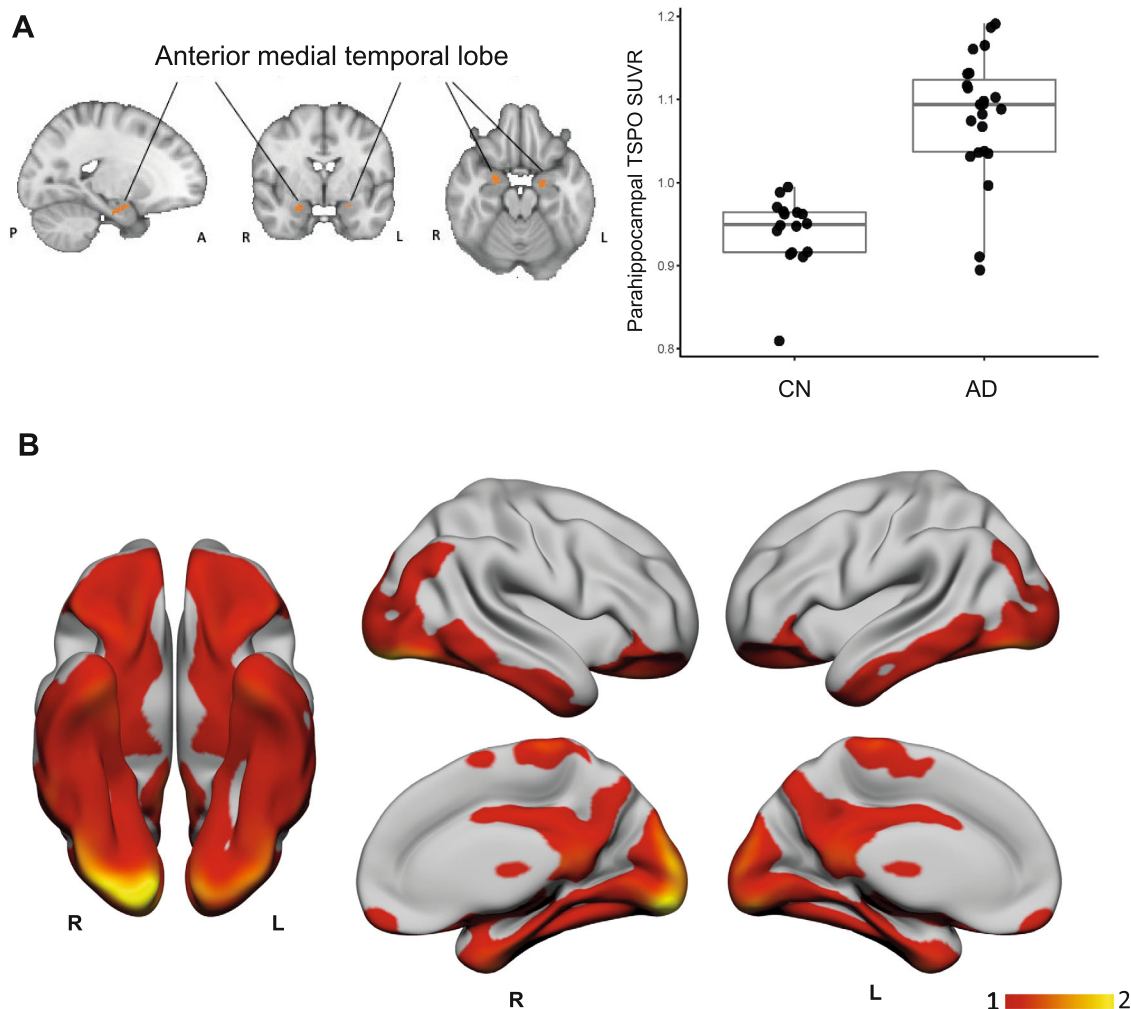 A
Anterior medial temporal lobe
P
A
R
L
R
L
Parahippocampal TSPO SUVR
1.2
1.1
1.0
0.9
0.8
CN
AD
B
R
L
R
L
1
2